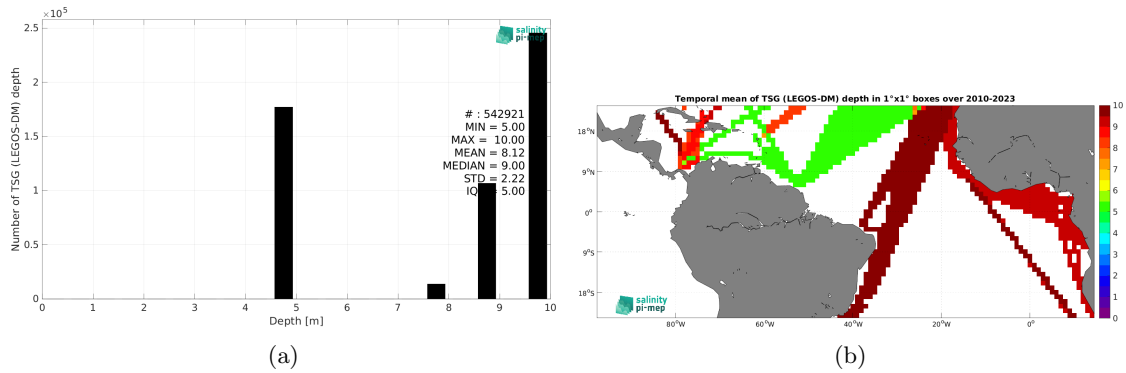 ×10^5
2.5
2
1.5
1
0.5
0
Number of TSG (LEGOS-DM) depth
salinity
pi-mep
# : 542921
MIN = 5.00
MAX = 10.00
MEAN = 8.12
MEDIAN = 9.00
STD = 2.22
= 5.00
0 1 2 3 4 5 6 7 8 9 10
Depth [m]
(a)
Temporal mean of TSG (LEGOS-DM) depth in 1°x1° boxes over 2010-2023
18°N
9°N
0°
9°S
18°S
80°W 60°W 40°W 20°W 0°
10
9
8
7
6
5
4
3
2
1
0
salinity
pi-mep
(b)